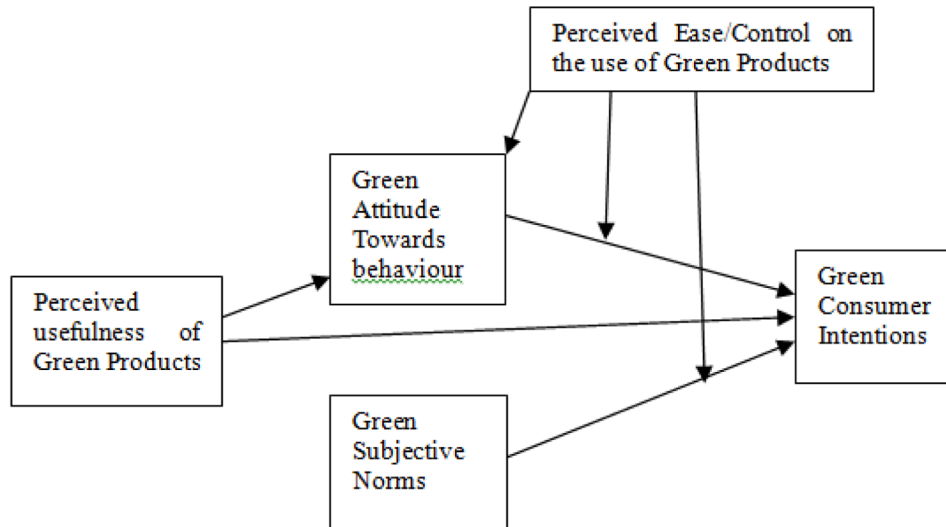 Perceived Ease/Control on
the use of Green Products
Green
Attitude
Towards
behaviour
Perceived
usefulness of
Green Products
Green
Consumer
Intentions
Green
Subjective
Norms